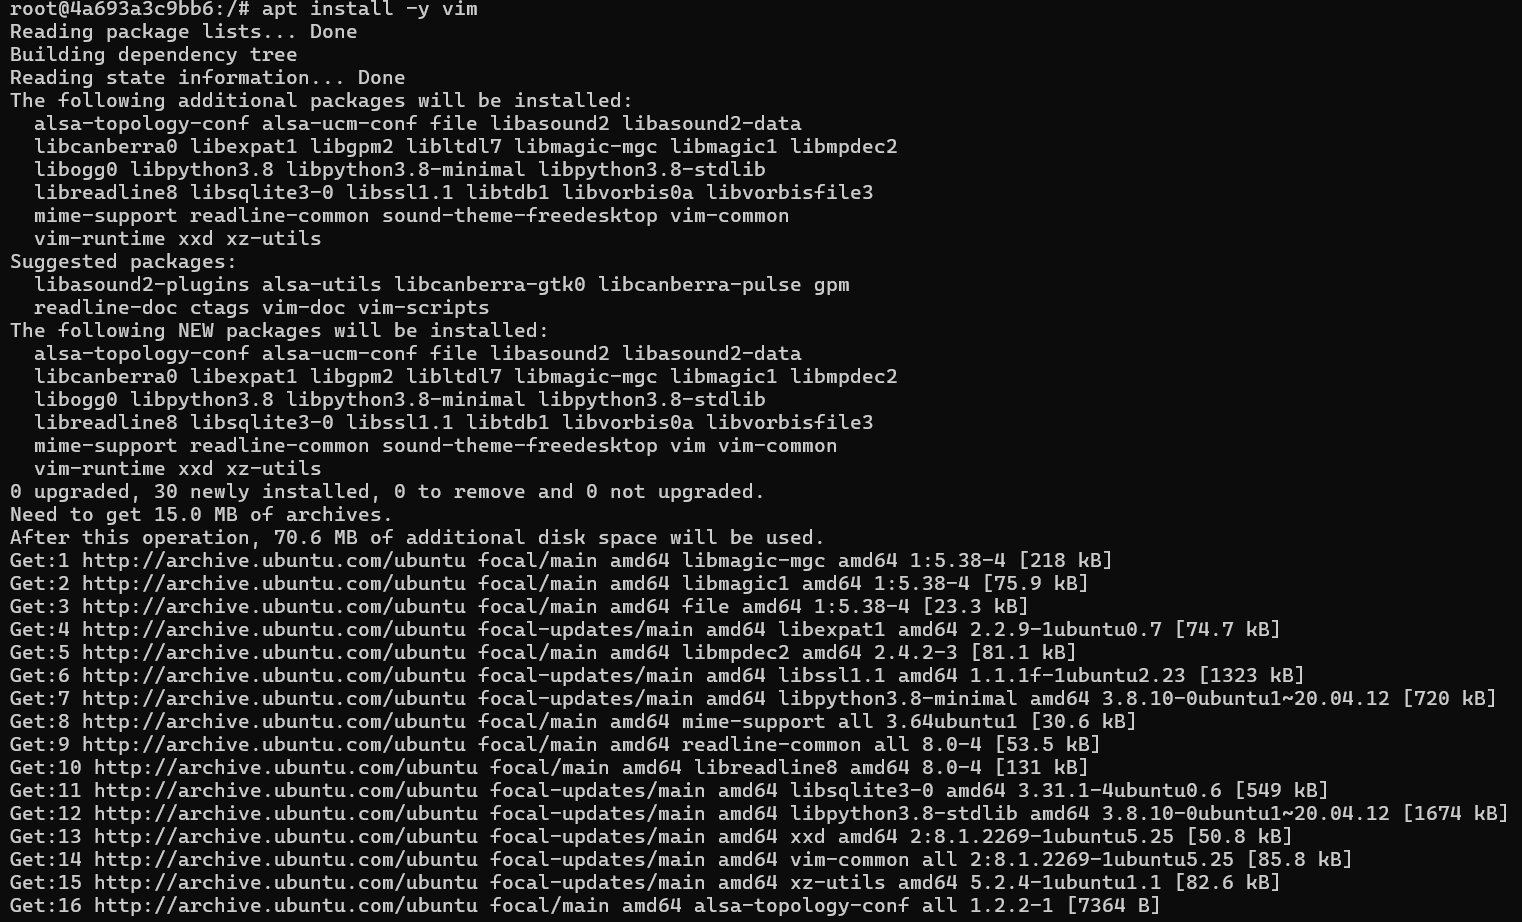 root@4a693a3c9bb6:/# apt install -y vim
Reading package lists... Done
Building dependency tree
Reading state information... Done
The following additional packages will be installed:
  alsa-topology-conf alsa-ucm-conf file libasound2 libasound2-data
  libcanberra0 libexpat1 libgpm2 libltdl7 libmagic-mgc libmagic1 libmpdec2
  libogg0 libpython3.8 libpython3.8-minimal libpython3.8-stdlib
  libreadline8 libsqlite3-0 libssl1.1 libtdb1 libvorbis0a libvorbisfile3
  mime-support readline-common sound-theme-freedesktop vim-common
  vim-runtime xxd xz-utils
Suggested packages:
  libasound2-plugins alsa-utils libcanberra-gtk0 libcanberra-pulse gpm
  readline-doc ctags vim-doc vim-scripts
The following NEW packages will be installed:
  alsa-topology-conf alsa-ucm-conf file libasound2 libasound2-data
  libcanberra0 libexpat1 libgpm2 libltdl7 libmagic-mgc libmagic1 libmpdec2
  libogg0 libpython3.8 libpython3.8-minimal libpython3.8-stdlib
  libreadline8 libsqlite3-0 libssl1.1 libtdb1 libvorbis0a libvorbisfile3
  mime-support readline-common sound-theme-freedesktop vim vim-common
  vim-runtime xxd xz-utils
0 upgraded, 30 newly installed, 0 to remove and 0 not upgraded.
Need to get 15.0 MB of archives.
After this operation, 70.6 MB of additional disk space will be used.
Get:1 http://archive.ubuntu.com/ubuntu focal/main amd64 libmagic-mgc amd64 1:5.38-4 [218 kB]
Get:2 http://archive.ubuntu.com/ubuntu focal/main amd64 libmagic1 amd64 1:5.38-4 [75.9 kB]
Get:3 http://archive.ubuntu.com/ubuntu focal/main amd64 file amd64 1:5.38-4 [23.3 kB]
Get:4 http://archive.ubuntu.com/ubuntu focal-updates/main amd64 libexpat1 amd64 2.2.9-1ubuntu0.7 [74.7 kB]
Get:5 http://archive.ubuntu.com/ubuntu focal/main amd64 libmpdec2 amd64 2.4.2-3 [81.1 kB]
Get:6 http://archive.ubuntu.com/ubuntu focal-updates/main amd64 libssl1.1 amd64 1.1.1f-1ubuntu2.23 [1323 kB]
Get:7 http://archive.ubuntu.com/ubuntu focal-updates/main amd64 libpython3.8-minimal amd64 3.8.10-0ubuntu1~20.04.12 [720 kB]
Get:8 http://archive.ubuntu.com/ubuntu focal/main amd64 mime-support all 3.64ubuntu1 [30.6 kB]
Get:9 http://archive.ubuntu.com/ubuntu focal/main amd64 readline-common all 8.0-4 [53.5 kB]
Get:10 http://archive.ubuntu.com/ubuntu focal/main amd64 libreadline8 amd64 8.0-4 [131 kB]
Get:11 http://archive.ubuntu.com/ubuntu focal-updates/main amd64 libsqlite3-0 amd64 3.31.1-4ubuntu0.6 [549 kB]
Get:12 http://archive.ubuntu.com/ubuntu focal-updates/main amd64 libpython3.8-stdlib amd64 3.8.10-0ubuntu1~20.04.12 [1674 kB]
Get:13 http://archive.ubuntu.com/ubuntu focal-updates/main amd64 xxd amd64 2:8.1.2269-1ubuntu5.25 [50.8 kB]
Get:14 http://archive.ubuntu.com/ubuntu focal-updates/main amd64 vim-common all 2:8.1.2269-1ubuntu5.25 [85.8 kB]
Get:15 http://archive.ubuntu.com/ubuntu focal-updates/main amd64 xz-utils amd64 5.2.4-1ubuntu1.1 [82.6 kB]
Get:16 http://archive.ubuntu.com/ubuntu focal/main amd64 alsa-topology-conf all 1.2.2-1 [7364 B]